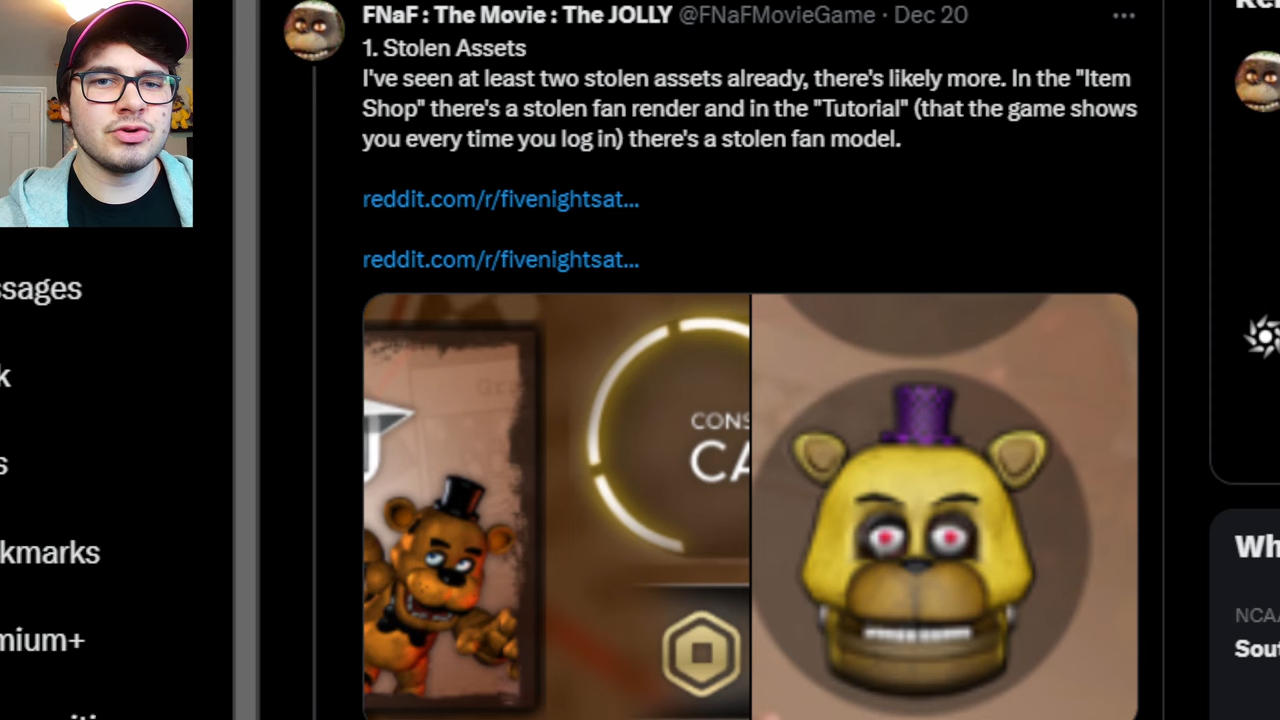 FNaF : The Movie : The JOLLY @FNaFMovieGame · Dec 20
1. Stolen Assets
I've seen at least two stolen assets already, there's likely more. In the "Item
Shop" there's a stolen fan render and in the "Tutorial" (that the game shows
you every time you log in) there's a stolen fan model.
reddit.com/r/fivenightsat...
reddit.com/r/fivenightsat...
ssages
k
s
kmarks
mium+
CONS
CA
Wh
NCAA
Sout